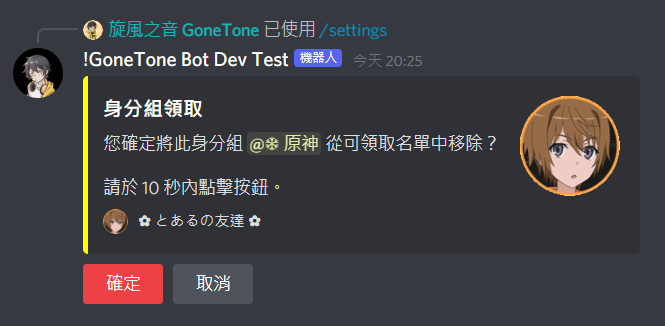 旋風之音 GoneTone 已使用 /settings
!GoneTone Bot Dev Test 機器人 今天 20:25
身分組領取
您確定將此身分組 @❄ 原神 從可領取名單中移除？
請於 10 秒內點擊按鈕。
✿ とあるの友達 ✿
確定 取消